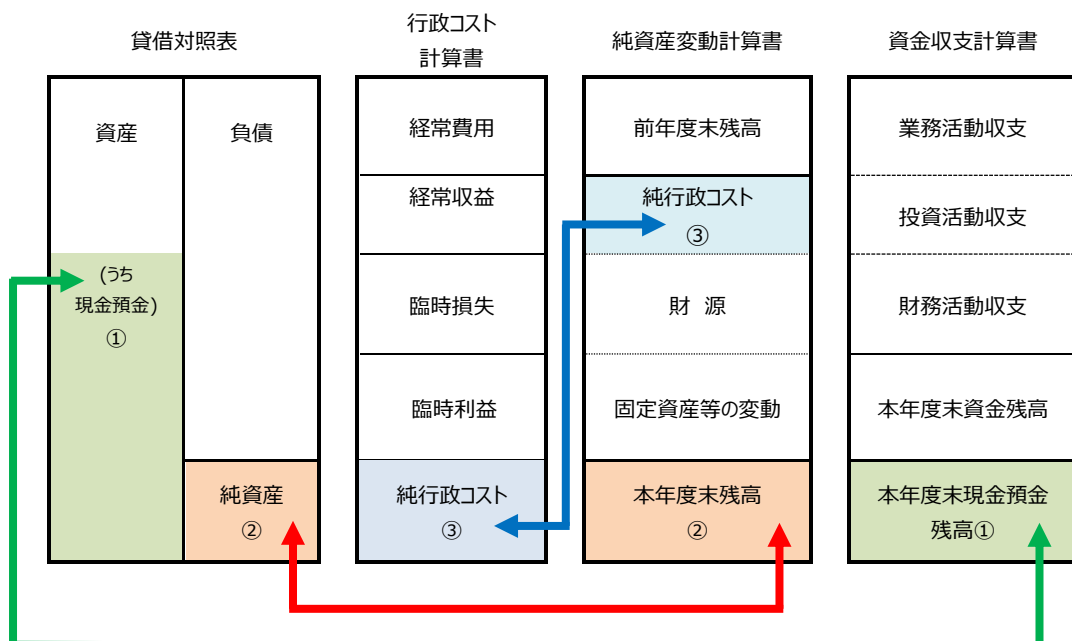 貸借対照表
行政コスト
計算書
純資産変動計算書
資金収支計算書
資産
負債
(うち
現金預金)
①
純資産
②
経常費用
経常収益
臨時損失
臨時利益
純行政コスト
③
前年度末残高
純行政コスト
③
財 源
固定資産等の変動
本年度末残高
②
業務活動収支
投資活動収支
財務活動収支
本年度末資金残高
本年度末現金預金
残高①